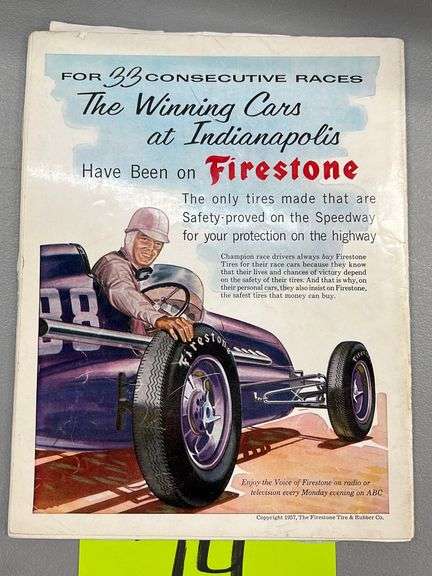 FOR 33 CONSECUTIVE RACES
The Winning Cars
at Indianapolis
Have Been on Firestone
The only tires made that are
Safety-proved on the Speedway
for your protection on the highway
Champion race drivers always buy Firestone
Tires for their race cars because they know
that their lives and chances of victory depend
on the safety of their tires. And that is why, on
their personal cars, they also insist on Firestone,
the safest tires that money can buy.
88
Firestone
Firestone
Enjoy the Voice of Firestone on radio or
television every Monday evening on ABC
Copyright 1957, The Firestone Tire & Rubber Co.